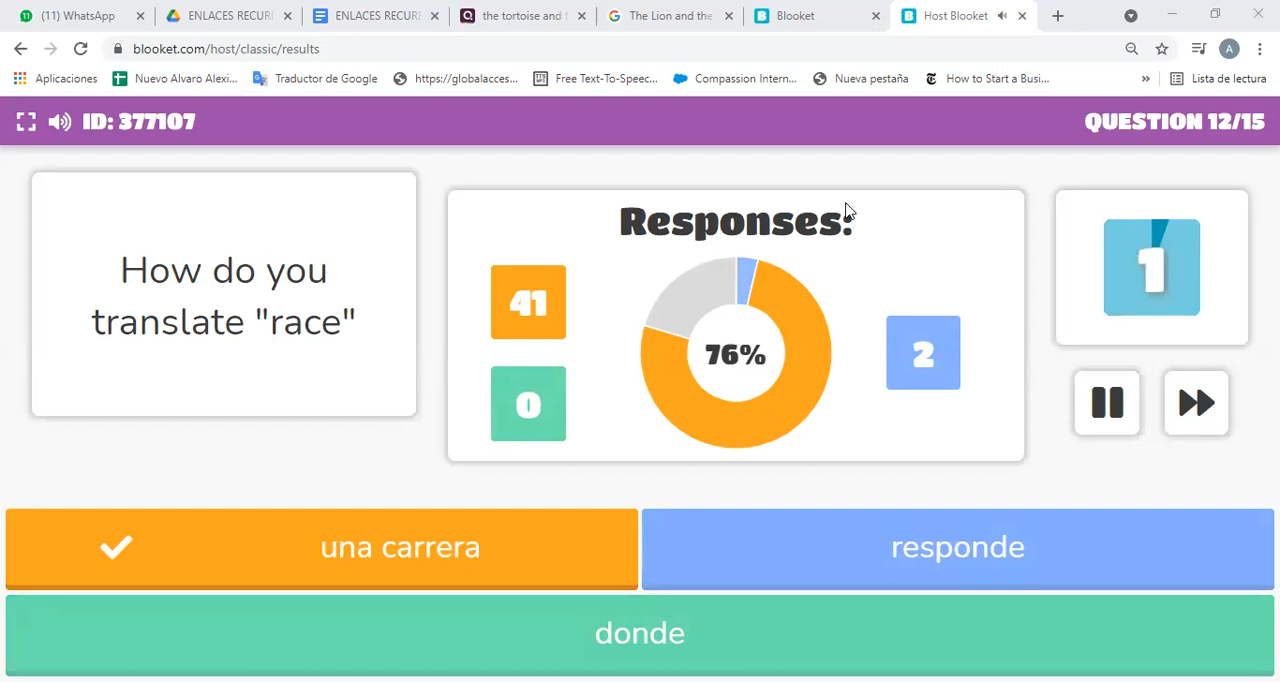 (11) WhatsApp
ENLACES RECUR
ENLACES RECUR
the tortoise and t
The Lion and the
Blooket
Host Blooket
blooket.com/host/classic/results
A
Aplicaciones
Nuevo Alvaro Alexi...
Traductor de Google
https://globalacces...
Free Text-To-Speec...
Compassion Intern...
Nueva pestaña
How to Start a Busi...
»
Lista de lectura
ID: 377107
QUESTION 12/15
How do you
translate "race"
Responses:
41
0
76%
2
1
una carrera
responde
donde